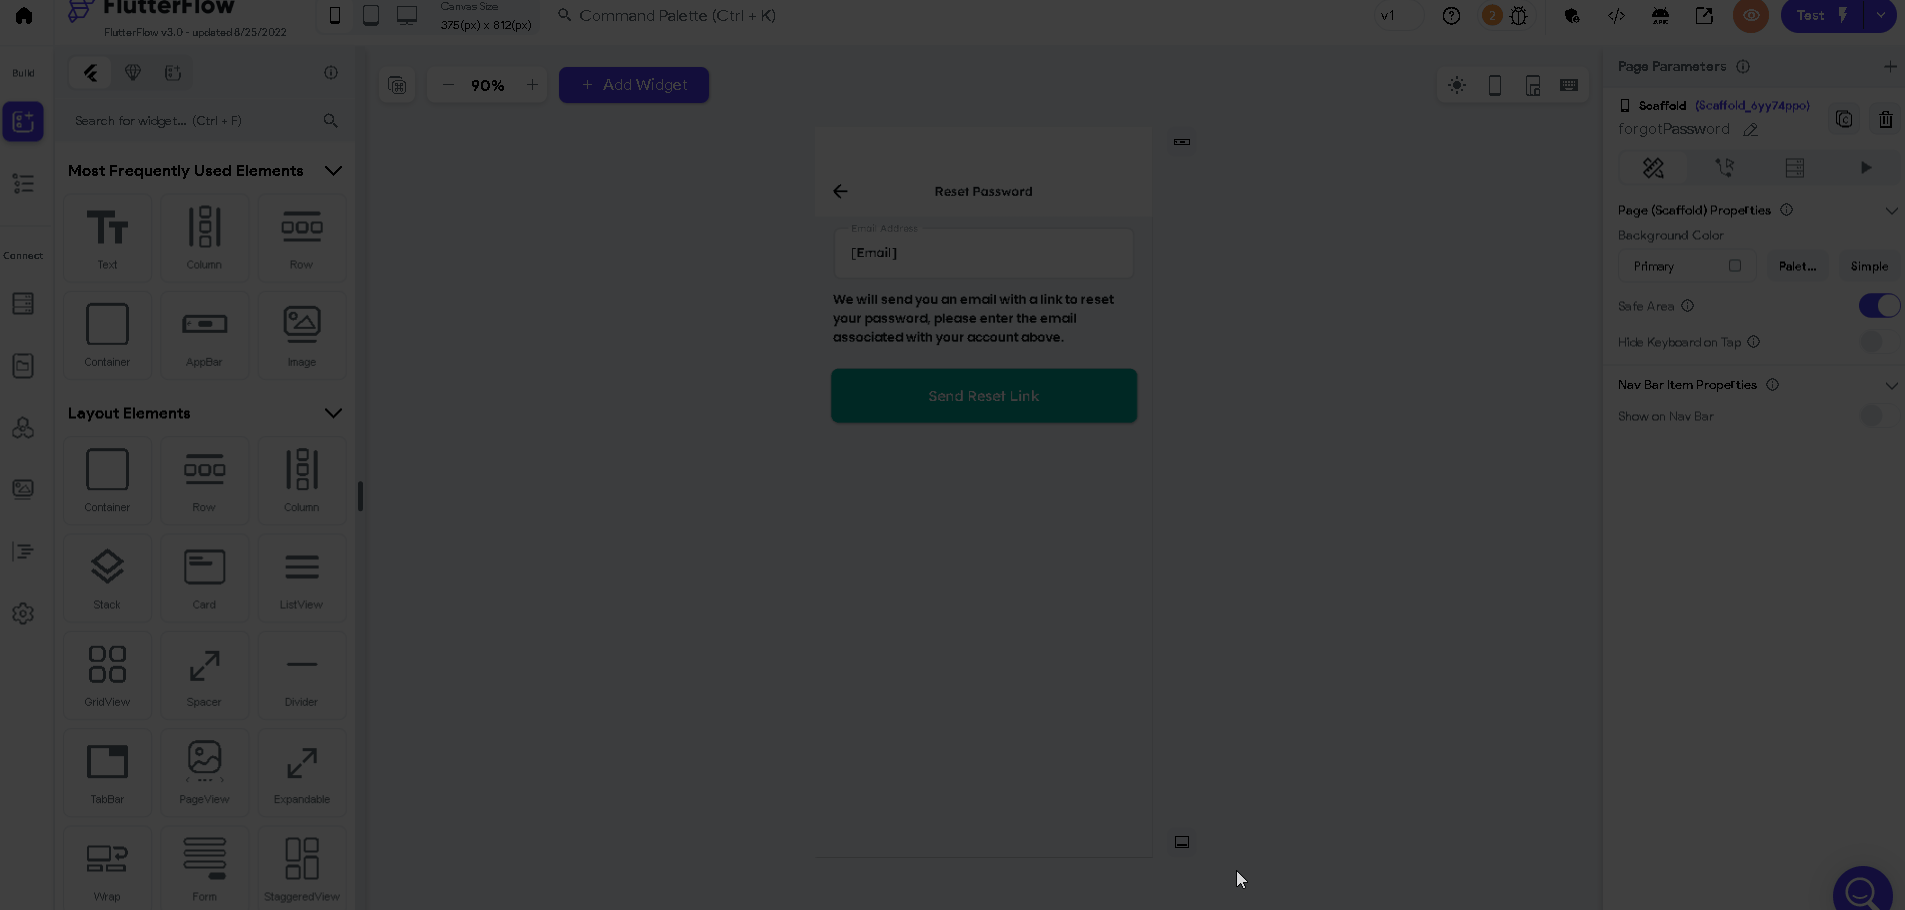 FlutterFlow
FlutterFlow v3.0 - updated 8/25/2022
Canvas Size
375(px) x 812(px)
Command Palette (Ctrl + K)
v1
2
APK
Test
Build
Connect
Search for widget... (Ctrl + F)
Most Frequently Used Elements
Text
Column
Row
Container
AppBar
Image
Layout Elements
Container
Row
Column
Stack
Card
ListView
GridView
Spacer
Divider
TabBar
PageView
Expandable
Wrap
Form
StaggeredView
90%
+ Add Widget
Reset Password
Email Address
[Email]
We will send you an email with a link to reset
your password, please enter the email
associated with your account above.
Send Reset Link
Page Parameters
Scaffold (Scaffold_6yy74ppo)
forgotPassword
Page (Scaffold) Properties
Background Color
Primary
Palet...
Simple
Safe Area
Hide Keyboard on Tap
Nav Bar Item Properties
Show on Nav Bar